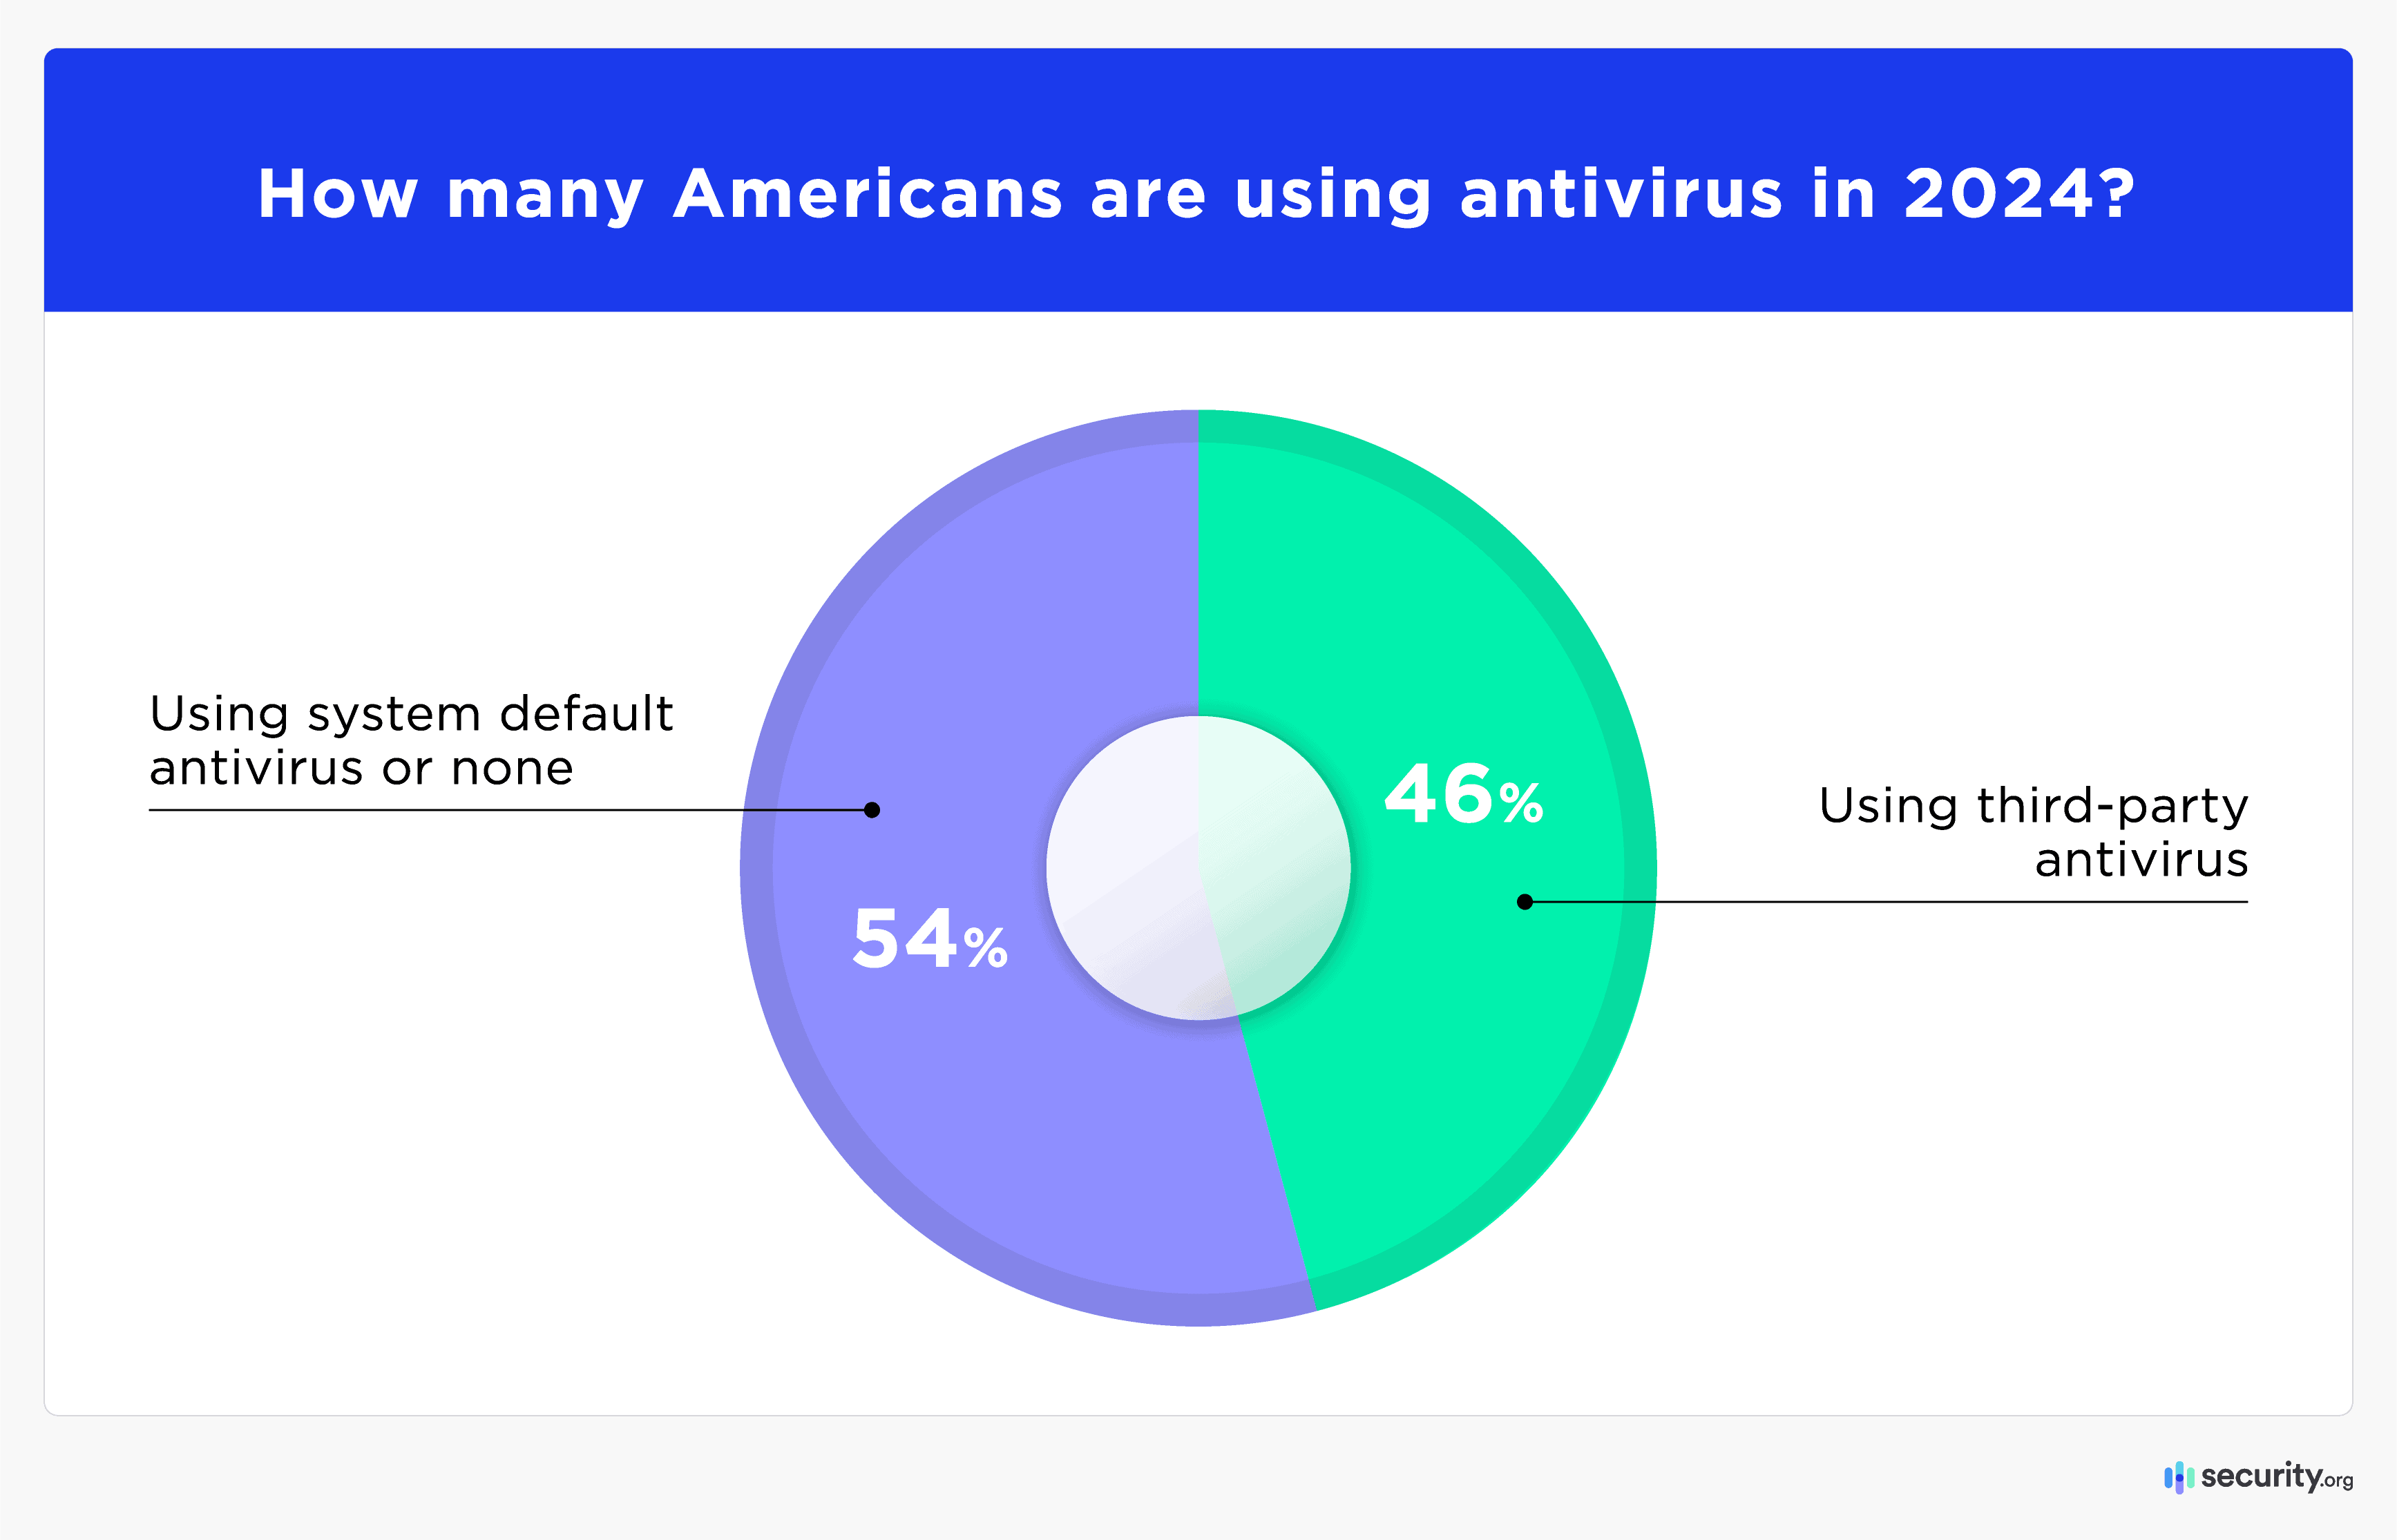 How many Americans are using antivirus in 2024?
Using system default
antivirus or none
54%
46%
Using third-party
antivirus
security.org